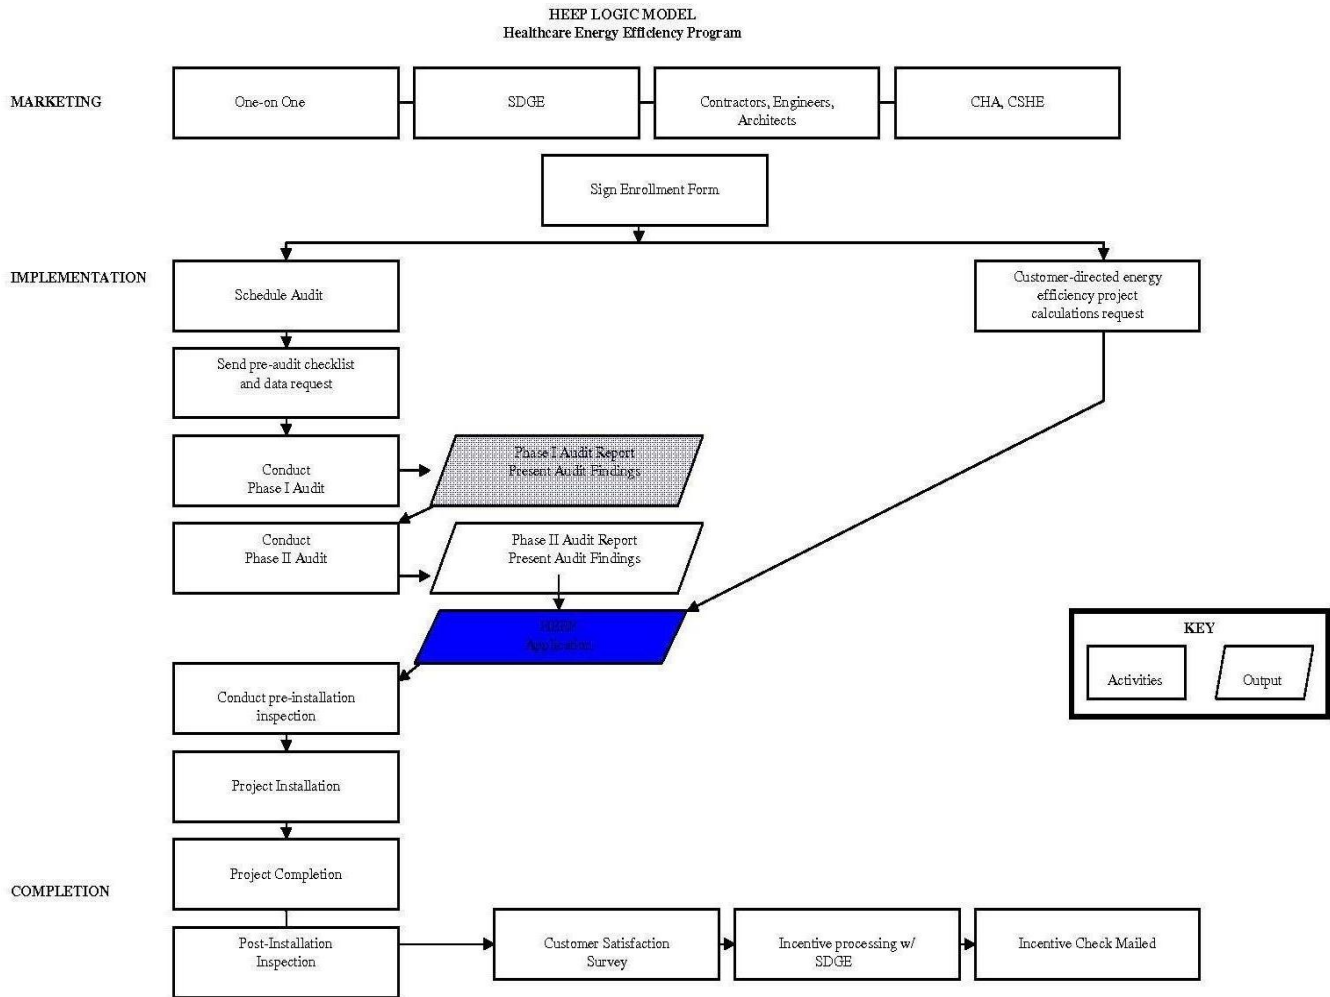 HEEP LOGIC MODEL
Healthcare Energy Efficiency Program
MARKETING
One-on One
SDGE
Contractors, Engineers,
Architects
CHA, CSHE
Sign Enrollment Form
IMPLEMENTATION
Schedule Audit
Customer-directed energy
efficiency project
calculations request
Send pre-audit checklist
and data request
Conduct
Phase I Audit
Phase I Audit Report
Present Audit Findings
Conduct
Phase II Audit
Phase II Audit Report
Present Audit Findings
HEEP
Application
KEY
Activities
Output
Conduct pre-installation
inspection
Project Installation
Project Completion
COMPLETION
Post-Installation
Inspection
Customer Satisfaction
Survey
Incentive processing w/
SDGE
Incentive Check Mailed